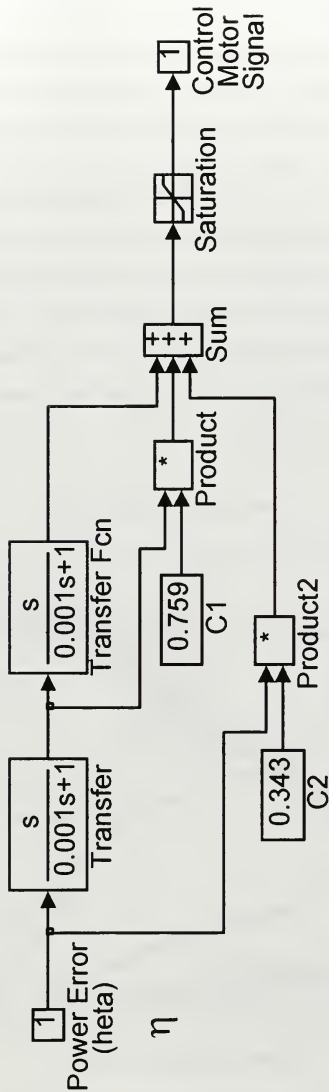 1
Power Error
(heta)
η
s
0.001s+1
Transfer
s
0.001s+1
Transfer Fcn
0.759
C1
*
Product
0.343
C2
*
Product2
+
+
+
Sum
Saturation
1
Control
Motor
Signal